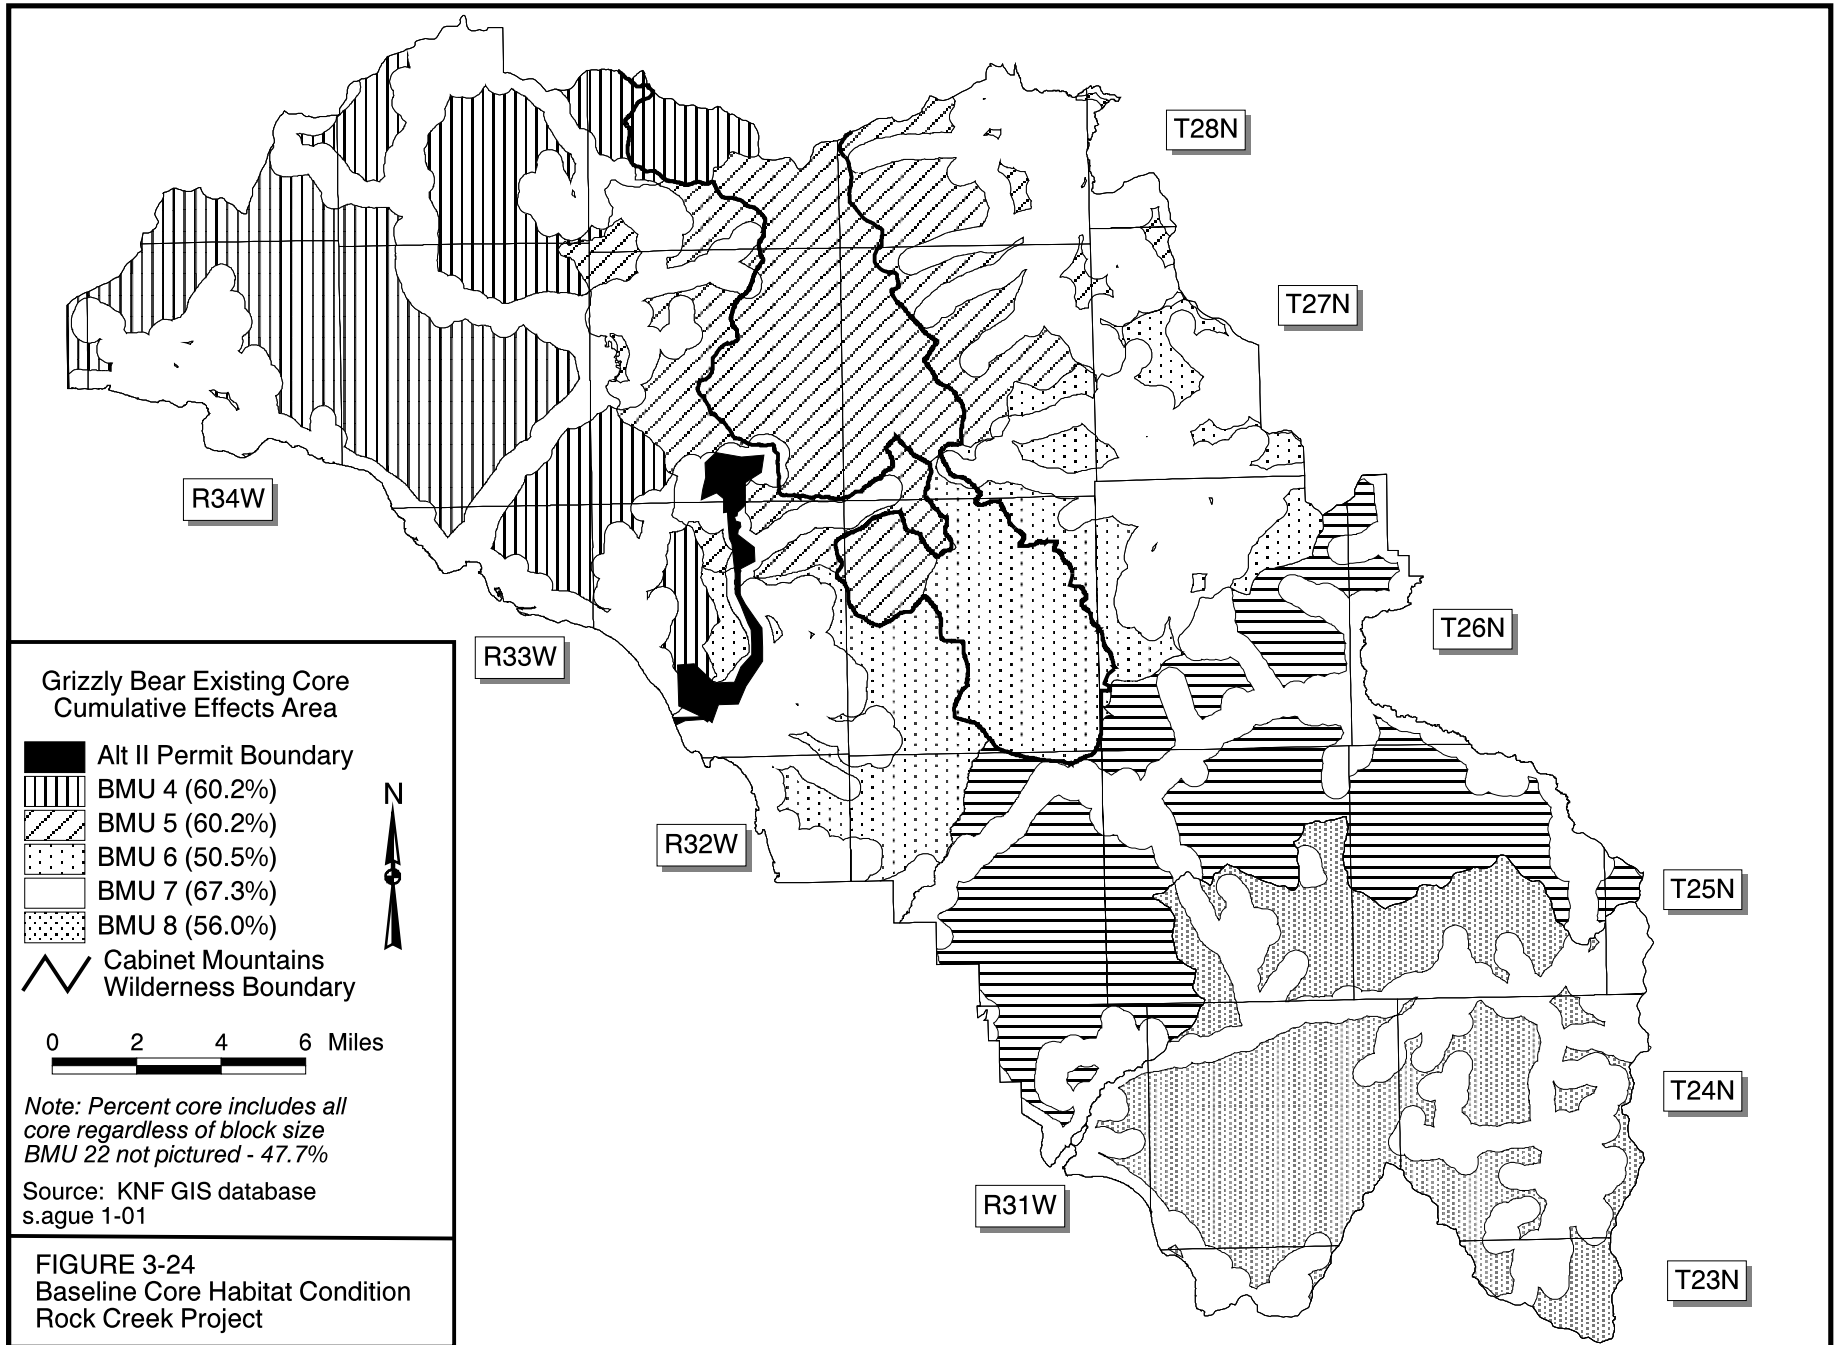 T28N
T27N
R34W
T26N
R33W
Grizzly Bear Existing Core
Cumulative Effects Area
Alt II Permit Boundary
BMU 4 (60.2%)
BMU 5 (60.2%)
BMU 6 (50.5%)
BMU 7 (67.3%)
BMU 8 (56.0%)
Cabinet Mountains
Wilderness Boundary
N
R32W
T25N
0 2 4 6 Miles
Note: Percent core includes all
core regardless of block size
BMU 22 not pictured - 47.7%
Source: KNF GIS database
s.ague 1-01
T24N
R31W
T23N
FIGURE 3-24
Baseline Core Habitat Condition
Rock Creek Project